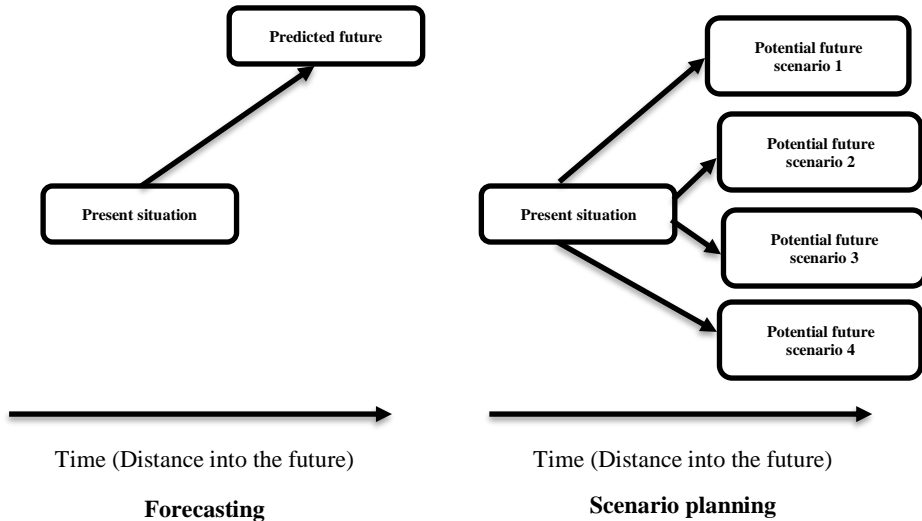 Predicted future
Present situation
Time (Distance into the future)
Forecasting
Potential future
scenario 1
Potential future
scenario 2
Present situation
Potential future
scenario 3
Potential future
scenario 4
Time (Distance into the future)
Scenario planning